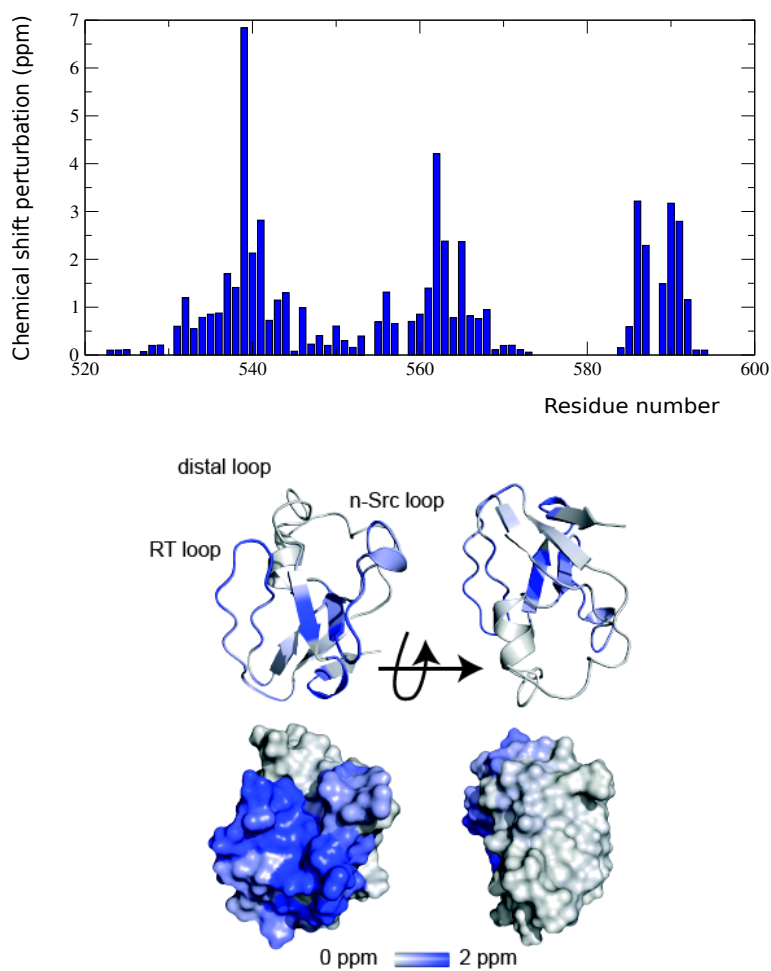 Chemical shift perturbation (ppm)
7
6
5
4
3
2
1
0
520
540
560
580
600
Residue number
distal loop
n-Src loop
RT loop
0 ppm
2 ppm